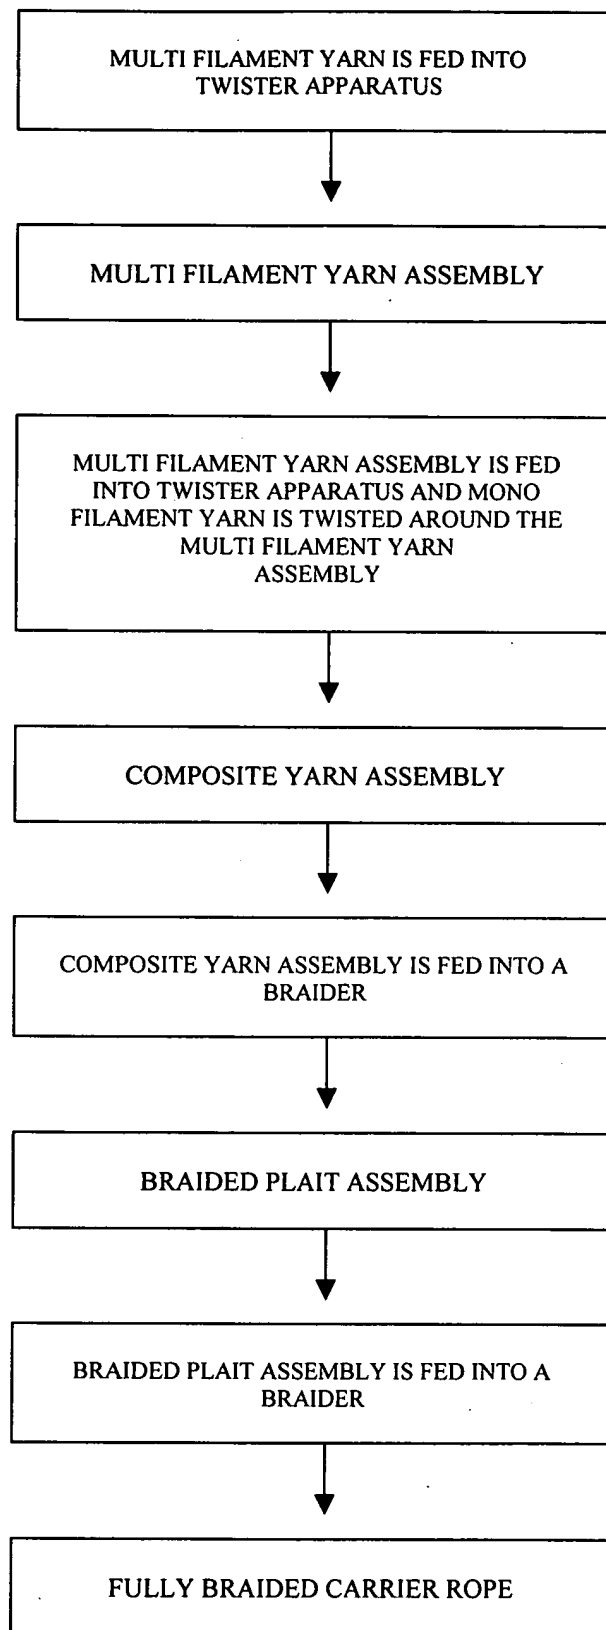 MULTI FILAMENT YARN IS FED INTO
TWISTER APPARATUS
MULTI FILAMENT YARN ASSEMBLY
MULTI FILAMENT YARN ASSEMBLY IS FED
INTO TWISTER APPARATUS AND MONO
FILAMENT YARN IS TWISTED AROUND THE
MULTI FILAMENT YARN
ASSEMBLY
COMPOSITE YARN ASSEMBLY
COMPOSITE YARN ASSEMBLY IS FED INTO A
BRAIDER
BRAIDED PLAIT ASSEMBLY
BRAIDED PLAIT ASSEMBLY IS FED INTO A
BRAIDER
FULLY BRAIDED CARRIER ROPE